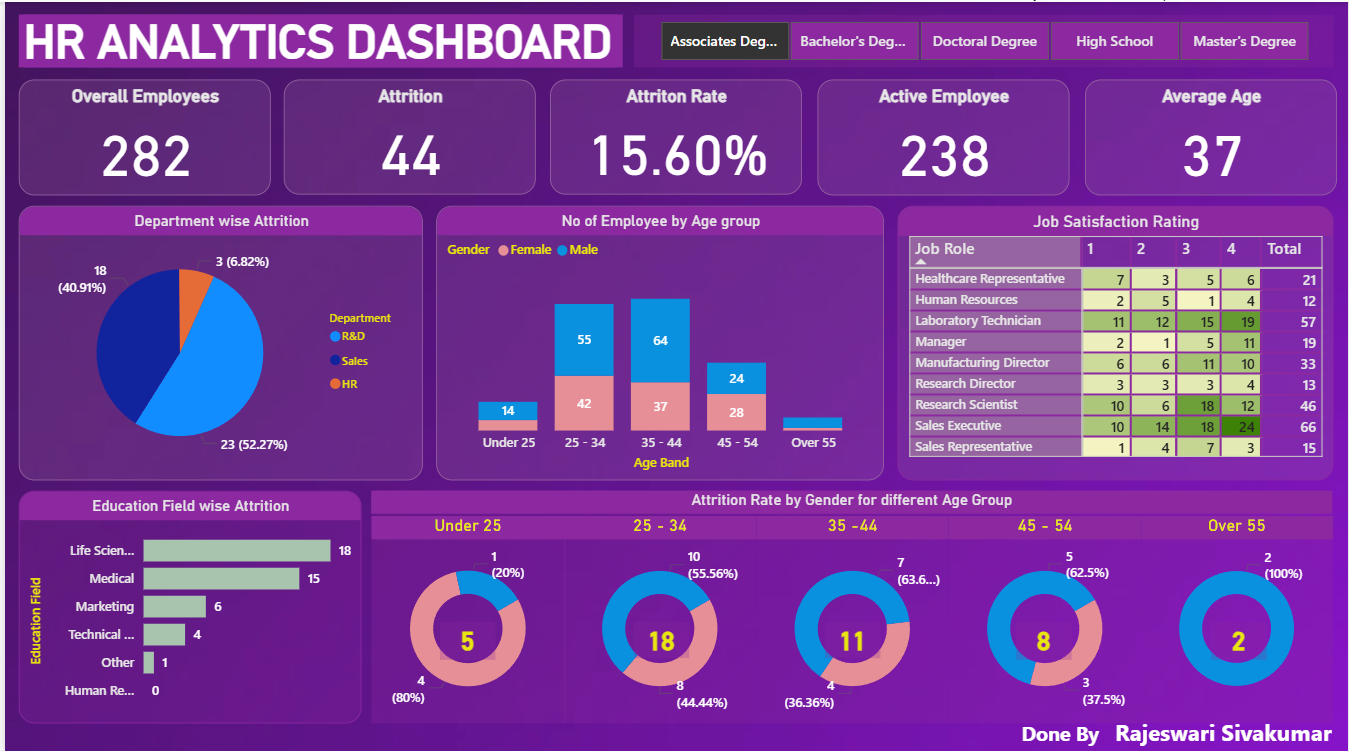 HR ANALYTICS DASHBOARD
Associates Deg... Bachelor's Deg... Doctoral Degree High School Master's Degree
Overall Employees
282
Attrition
44
Attriton Rate
15.60%
Active Employee
238
Average Age
37
Department wise Attrition
3 (6.82%)
18
(40.91%)
23 (52.27%)
Department
R&D
Sales
HR
No of Employee by Age group
Gender Female Male
14 55 64 24
42 37 28
Under 25 25 - 34 35 - 44 45 - 54 Over 55
Age Band
Job Satisfaction Rating
Job Role 1 2 3 4 Total
Healthcare Representative 7 3 5 6 21
Human Resources 2 5 1 4 12
Laboratory Technician 11 12 15 19 57
Manager 2 1 5 11 19
Manufacturing Director 6 6 11 10 33
Research Director 3 3 3 4 13
Research Scientist 10 6 18 12 46
Sales Executive 10 14 18 24 66
Sales Representative 1 4 7 3 15
Education Field wise Attrition
Education Field
Life Scien... 18
Medical 15
Marketing 6
Technical ... 4
Other 1
Human Re... 0
Attrition Rate by Gender for different Age Group
Under 25
1
(20%)
5
4
(80%)
25 - 34
10
(55.56%)
18
8
(44.44%)
35 -44
7
(63.6...)
11
4
(36.36%)
45 - 54
5
(62.5%)
8
3
(37.5%)
Over 55
2
(100%)
2
Done By Rajeswari Sivakumar